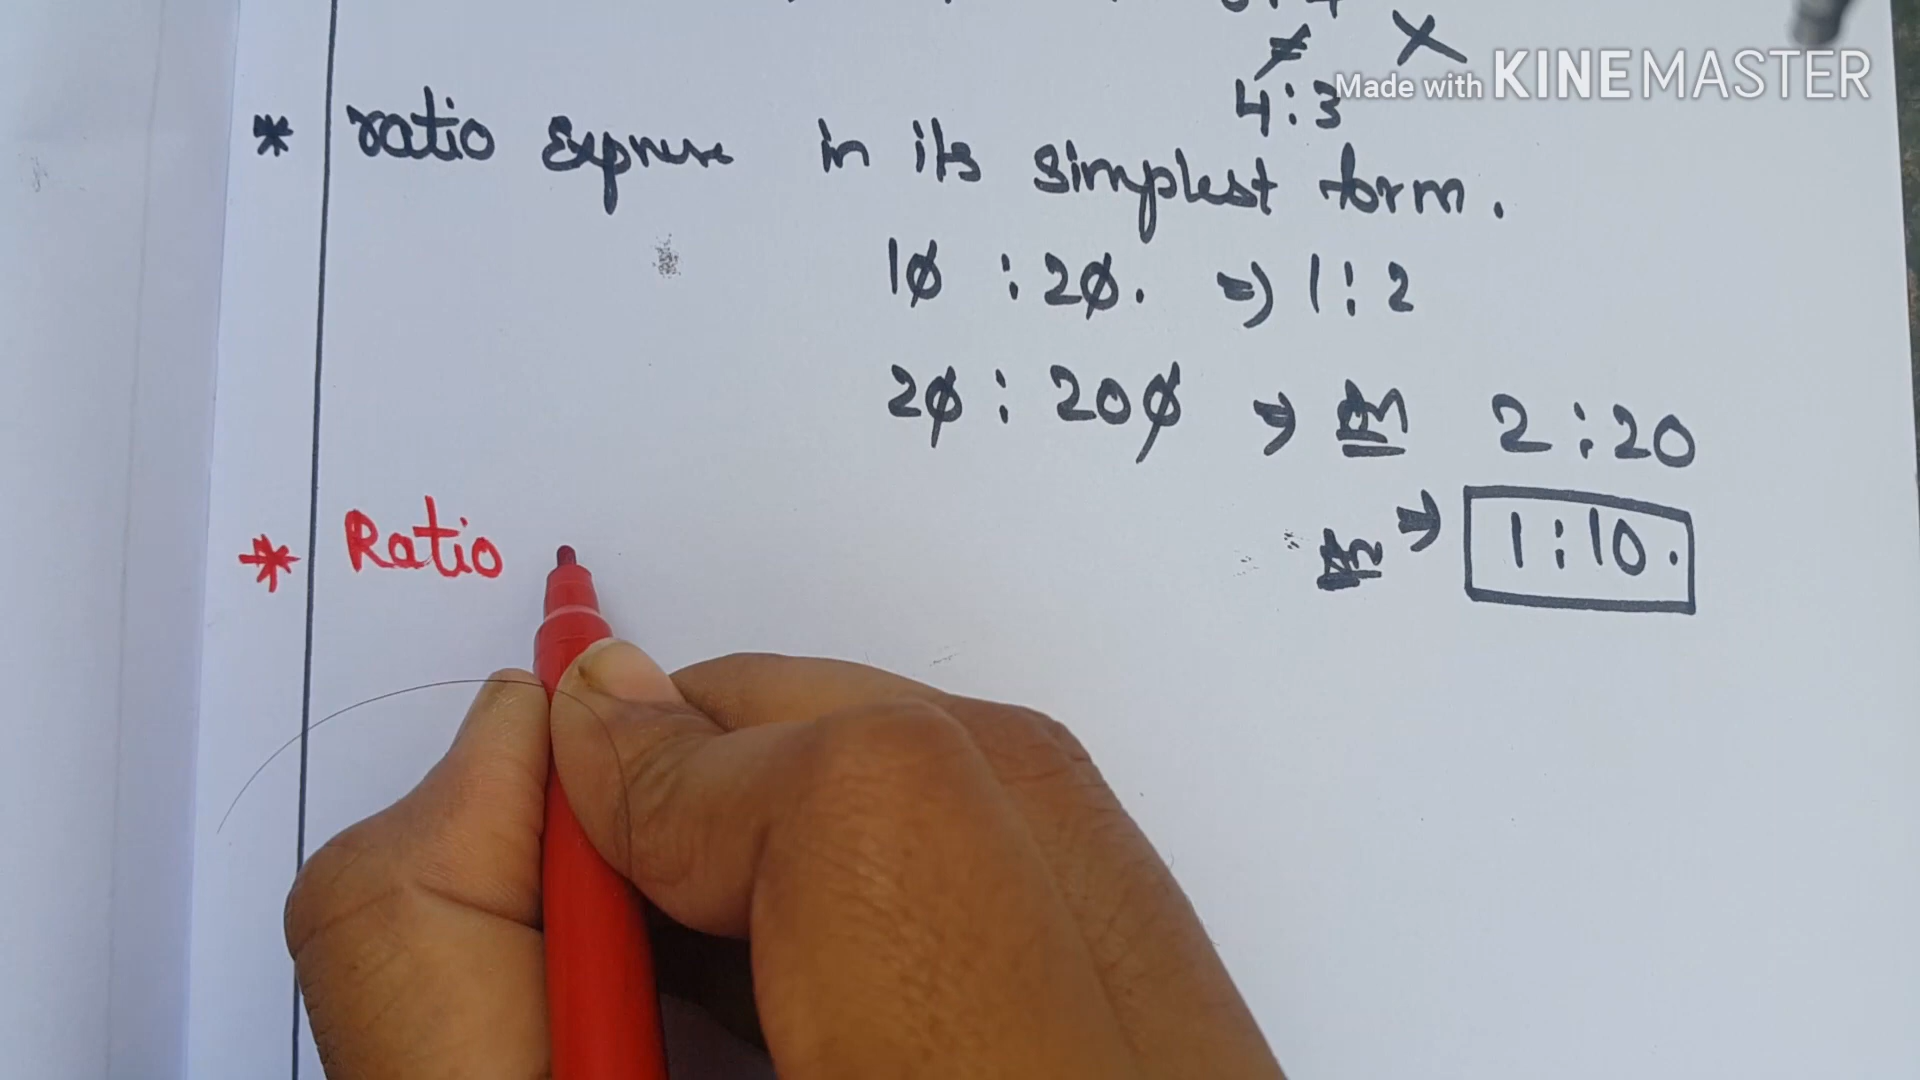 ≠ ×
Made with KINEMASTER
4:3
* ratio express in its simplest form.
10 : 20. => 1:2
20 : 200 => 2:20
=> 1:10.
* Ratio